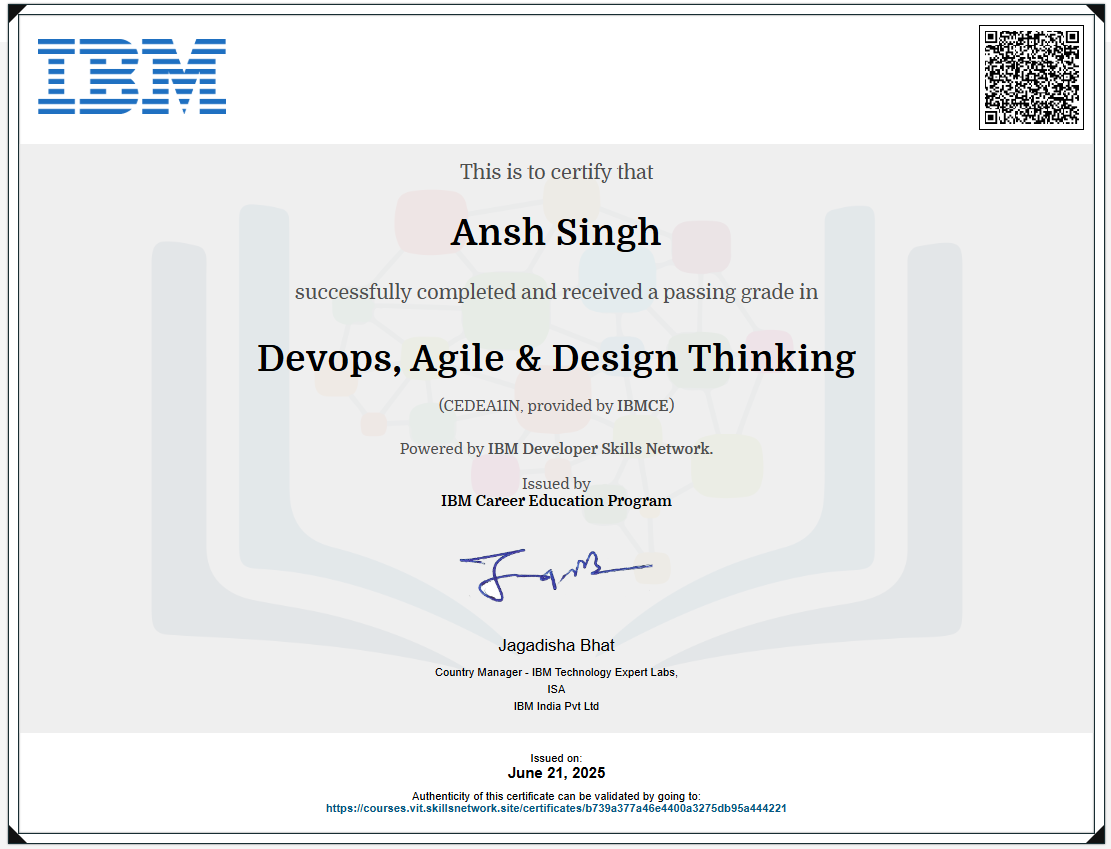 IBM
This is to certify that
Ansh Singh
successfully completed and received a passing grade in
Devops, Agile & Design Thinking
(CEDEA1IN, provided by IBMCE)
Powered by IBM Developer Skills Network.
Issued by
IBM Career Education Program
Jagadisha Bhat
Country Manager - IBM Technology Expert Labs,
ISA
IBM India Pvt Ltd
Issued on:
June 21, 2025
Authenticity of this certificate can be validated by going to:
https://courses.vit.skillsnetwork.site/certificates/b739a377a46e4400a3275db95a444221